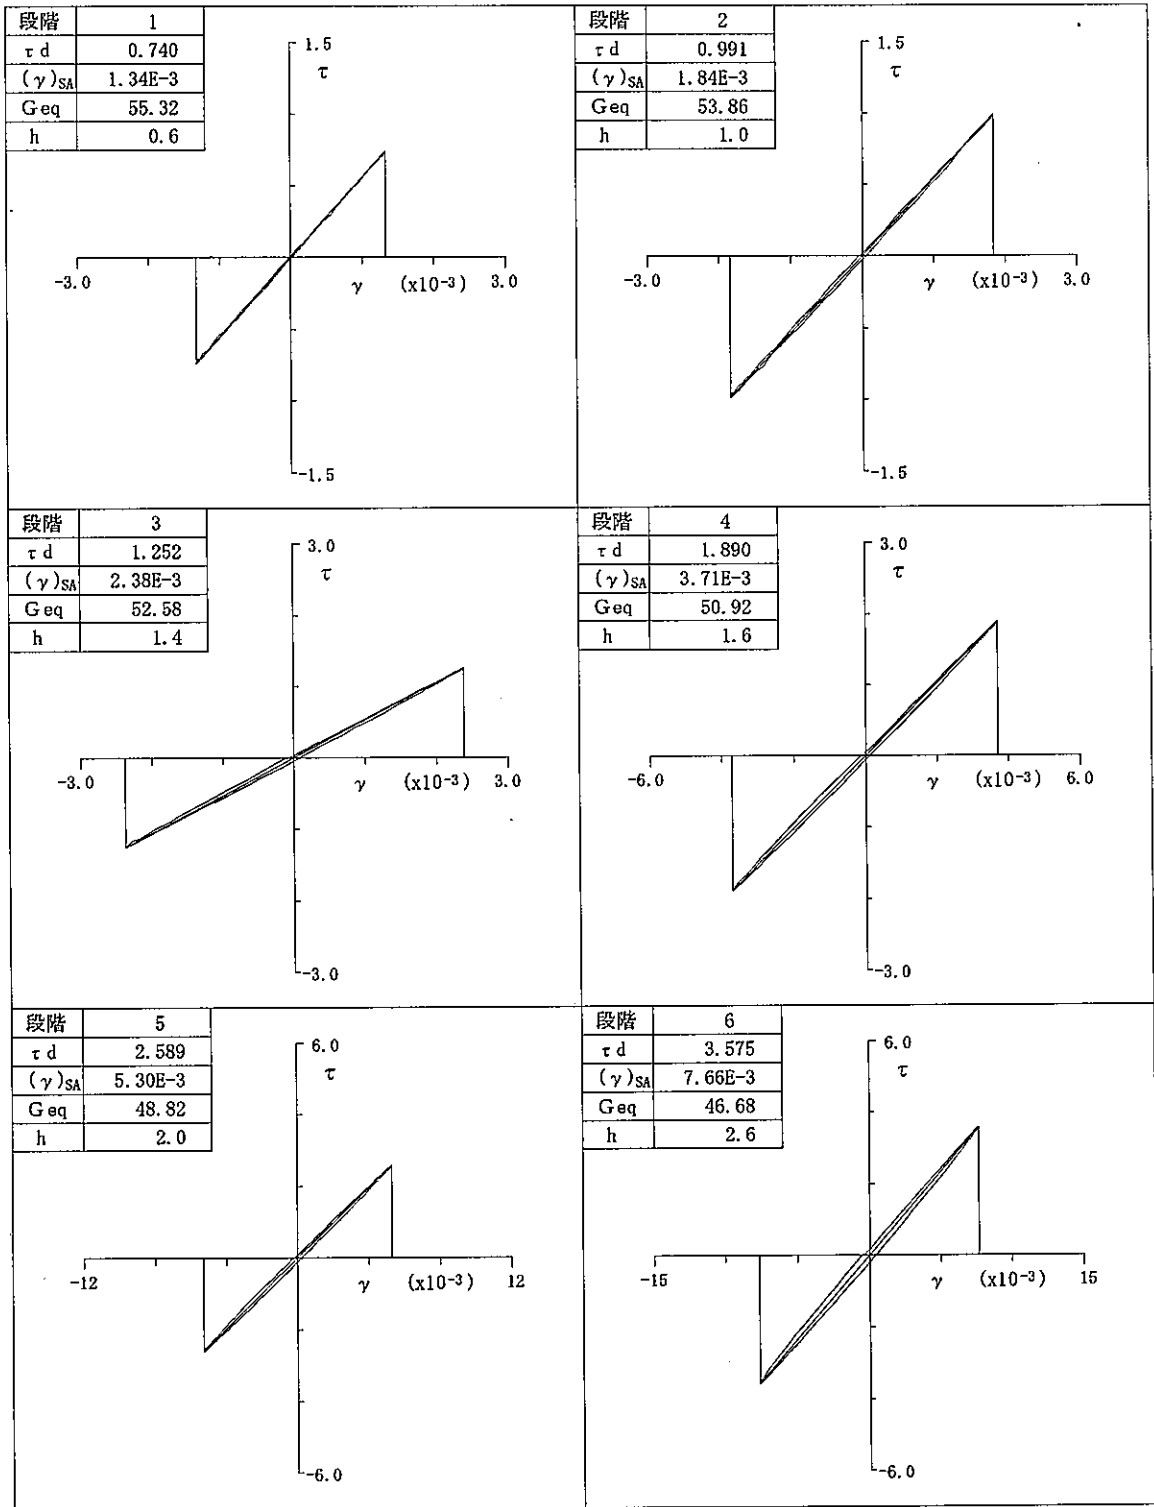 段階 1
τd 0.740
(γ)SA 1.34E-3
Geq 55.32
h 0.6
1.5
τ
-3.0 γ (x10-3) 3.0
-1.5
段階 2
τd 0.991
(γ)SA 1.84E-3
Geq 53.86
h 1.0
1.5
τ
-3.0 γ (x10-3) 3.0
-1.5
段階 3
τd 1.252
(γ)SA 2.38E-3
Geq 52.58
h 1.4
3.0
τ
-3.0 γ (x10-3) 3.0
-3.0
段階 4
τd 1.890
(γ)SA 3.71E-3
Geq 50.92
h 1.6
3.0
τ
-6.0 γ (x10-3) 6.0
-3.0
段階 5
τd 2.589
(γ)SA 5.30E-3
Geq 48.82
h 2.0
6.0
τ
-12 γ (x10-3) 12
-6.0
段階 6
τd 3.575
(γ)SA 7.66E-3
Geq 46.68
h 2.6
6.0
τ
-15 γ (x10-3) 15
-6.0